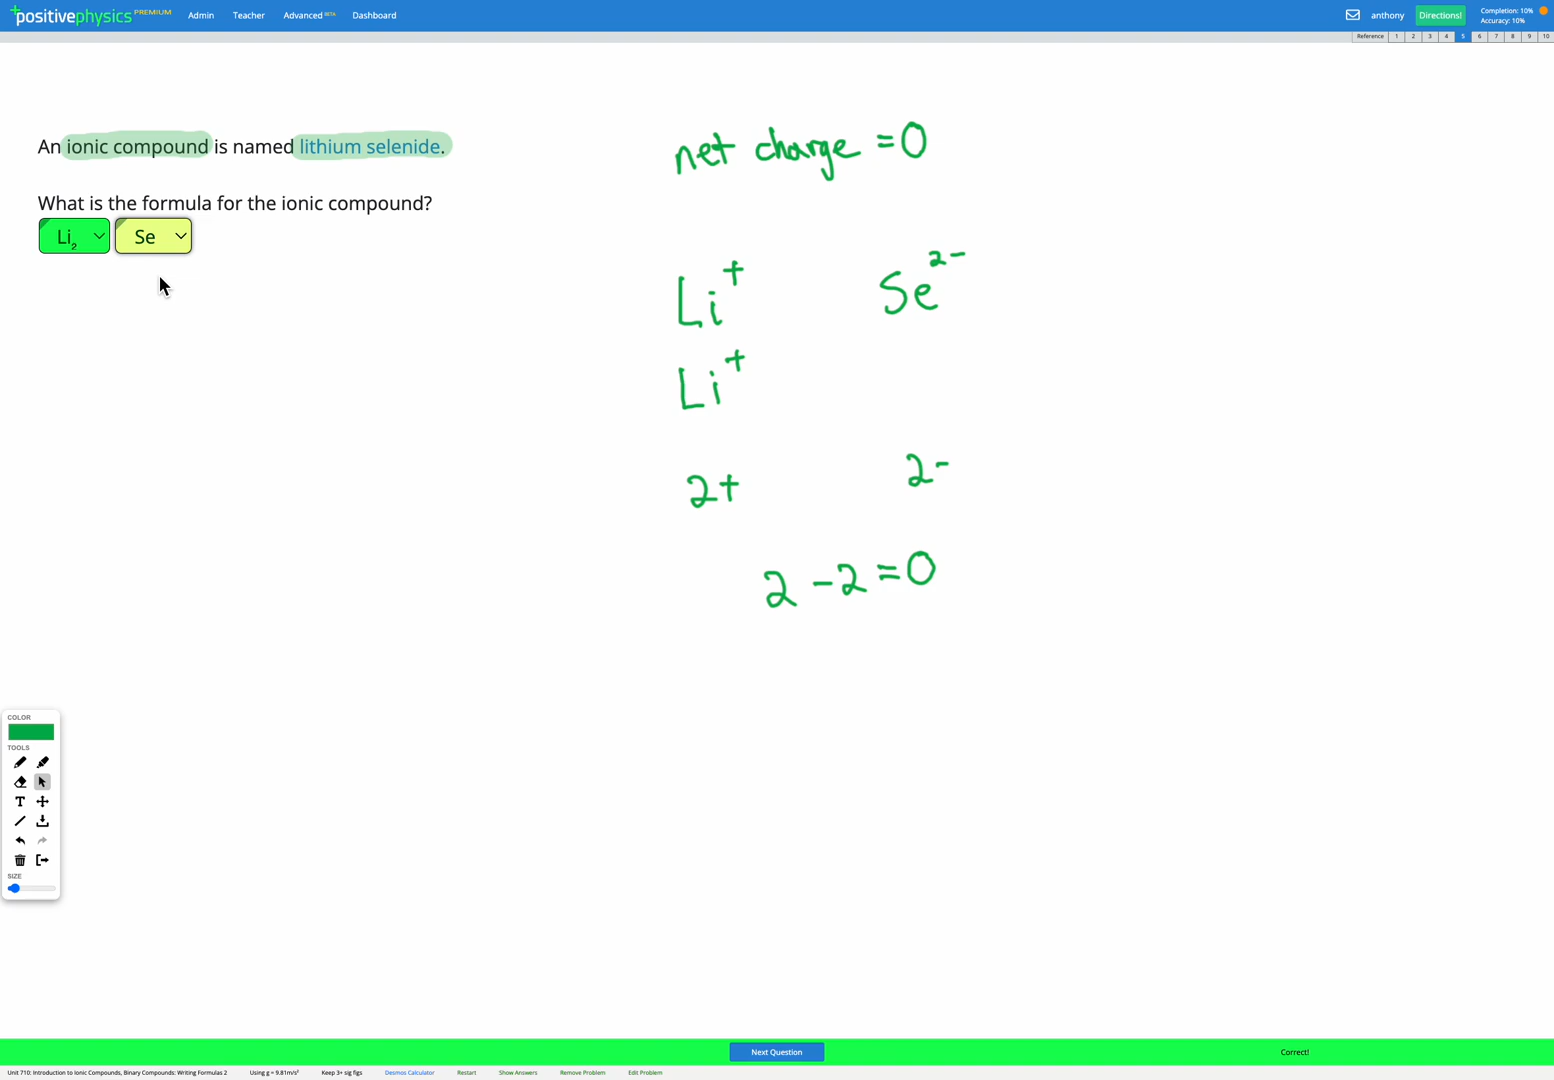 +positivephysics PREMIUM Admin Teacher Advanced BETA Dashboard anthony Directions! Completion: 10%
Accuracy: 10%
Reference 1 2 3 4 5 6 7 8 9 10
An ionic compound is named lithium selenide.
net charge = 0
What is the formula for the ionic compound?
Li₂ Se
Li⁺ Se²⁻
Li⁺
2+ 2-
2 - 2 = 0
COLOR
TOOLS
T
SIZE
Next Question Correct!
Unit 710: Introduction to Ionic Compounds, Binary Compounds: Writing Formulas 2 Using g = 9.81m/s² Keep 3+ sig figs Desmos Calculator Restart Show Answers Remove Problem Edit Problem